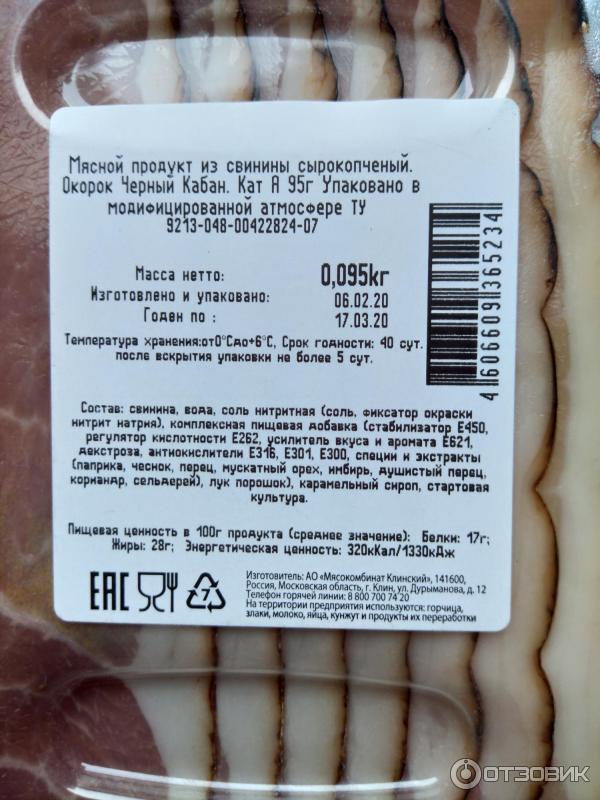 Мясной продукт из свинины сырокопченый.
Окорок Черный Кабан. Кат А 95г Упаковано в
модифицированной атмосфере ТУ
9213-048-00422824-07
Масса нетто: 0,095кг
Изготовлено и упаковано: 06.02.20
Годен по : 17.03.20
Температура хранения:от0°Сдо+6°С, Срок годности: 40 сут.
после вскрытия упаковки не более 5 сут.
4606609365234
Состав: свинина, вода, соль нитритная (соль, фиксатор окраски
нитрит натрия), комплексная пищевая добавка (стабилизатор Е450,
регулятор кислотности Е262, усилитель вкуса и аромата Е621,
декстроза, антиокислители Е316, Е301, Е300, специи и экстракты
(паприка, чеснок, перец, мускатный орех, имбирь, душистый перец,
кориандр, сельдерей), лук порошок), карамельный сироп, стартовая
культура.
Пищевая ценность в 100г продукта (среднее значение): Белки: 17г;
Жиры: 28г; Энергетическая ценность: 320кКал/1330кДж
EAC 7
Изготовитель: АО «Мясокомбинат Клинский», 141600,
Россия, Московская область, г. Клин, ул. Дурыманова, д. 12
Телефон горячей линии: 8 800 700 74 20
На территории предприятия используются: горчица,
злаки, молоко, яйца, кунжут и продукты их переработки
ОТЗОВИК